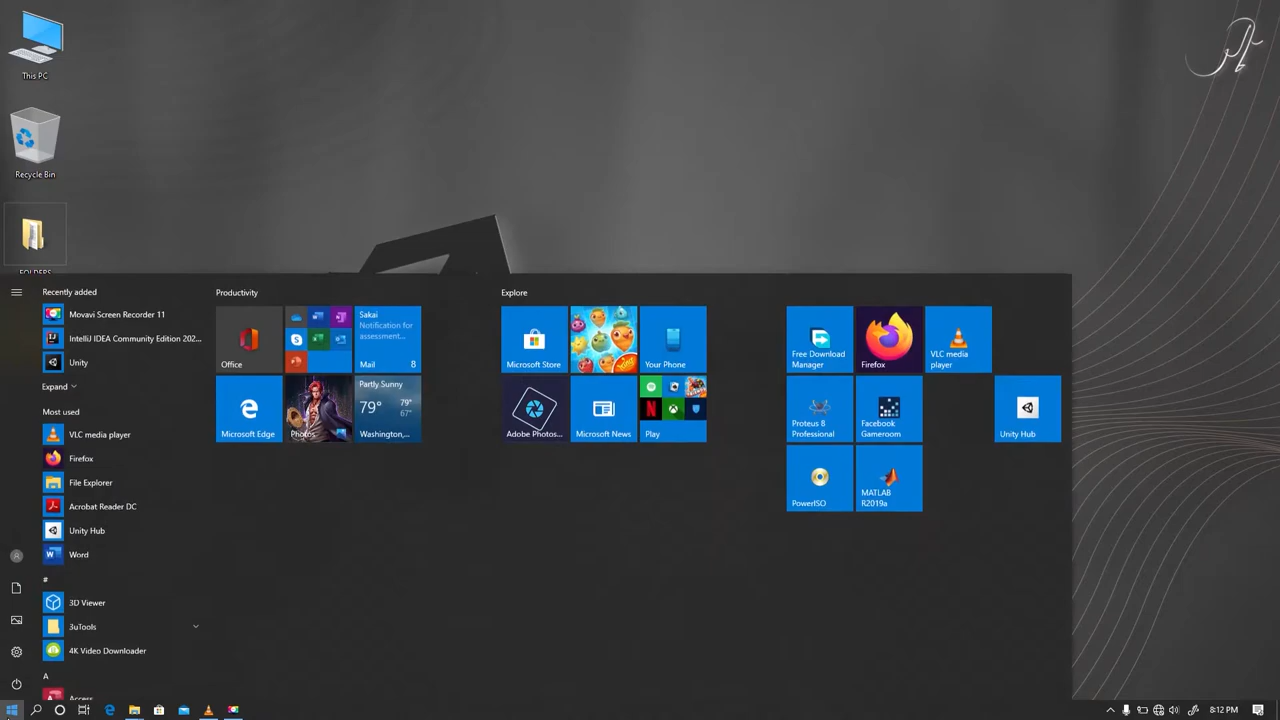 This PC
Recycle Bin
FOLDERS
Recently added
Movavi Screen Recorder 11
IntelliJ IDEA Community Edition 202...
Unity
Expand
Most used
VLC media player
Firefox
File Explorer
Acrobat Reader DC
Unity Hub
Word
#
3D Viewer
3uTools
4K Video Downloader
A
Access
Productivity
Office
Sakai
Notification for
assessment...
Mail 8
Microsoft Edge
Photos
Partly Sunny
79° 79°
67°
Washington,...
Explore
Microsoft Store
Your Phone
Adobe Photos...
Microsoft News
Play
Free Download
Manager
Firefox
VLC media
player
Proteus 8
Professional
Facebook
Gameroom
Unity Hub
PowerISO
MATLAB
R2019a
8:12 PM